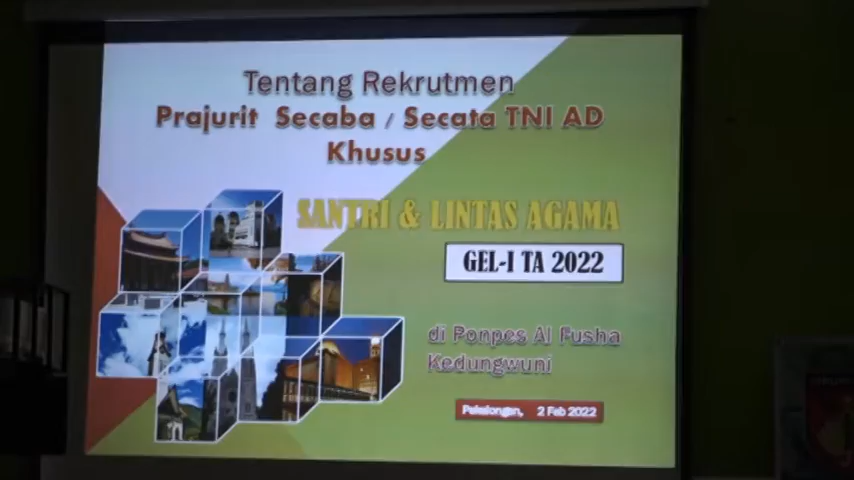 Tentang Rekrutmen
Prajurit Secaba / Secata TNI AD
Khusus
SANTRI & LINTAS AGAMA
GEL-I TA 2022
di Ponpes Al Fusha
Kedungwuni
Pekalongan, 2 Feb 2022